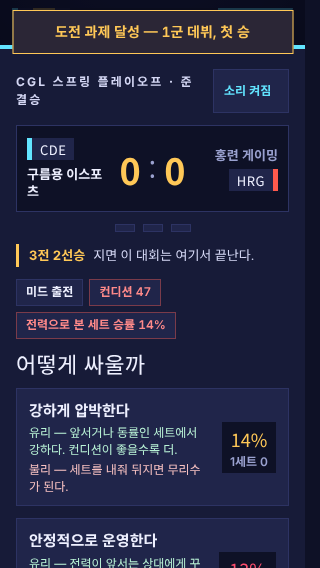 도전 과제 달성 — 1군 데뷔, 첫 승
CGL 스프링 플레이오프 · 준
결승
소리 켜짐
CDE
구름용 이스포
츠
0 : 0
홍련 게이밍
HRG
3전 2선승 지면 이 대회는 여기서 끝난다.
미드 출전
컨디션 47
전력으로 본 세트 승률 14%
어떻게 싸울까
강하게 압박한다
유리 — 앞서거나 동률인 세트에서
강하다. 컨디션이 좋을수록 더.
불리 — 세트를 내줘 뒤지면 무리수
가 된다.
14%
1세트 0
안정적으로 운영한다
유리 — 전력이 앞서는 상대에게 꾸